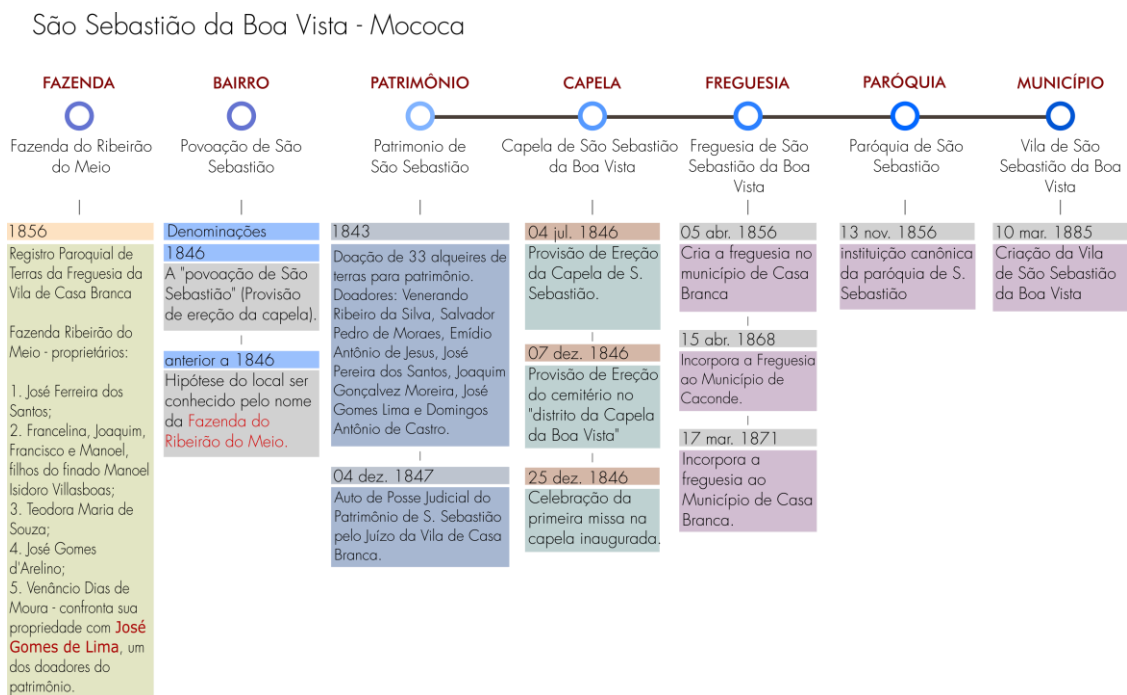 São Sebastião da Boa Vista - Mococa
FAZENDA
Fazenda do Ribeirão
do Meio
1856
Registro Paroquial de
Terras da Freguesia da
Vila de Casa Branca
Fazenda Ribeirão do
Meio - proprietários:
1. José Ferreira dos
Santos;
2. Francelina, Joaquim,
Francisco e Manoel,
filhos do finado Manoel
Isidoro Villasboas;
3. Teodora Maria de
Souza;
4. José Gomes
d'Arelino;
5. Venâncio Dias de
Moura - confronta sua
propriedade com José
Gomes de Lima, um
dos doadores do
patrimônio.
BAIRRO
Povoação de São
Sebastião
Denominações
1846
A "povoação de São
Sebastião" (Provisão
de ereção da capela).
anterior a 1846
Hipótese do local ser
conhecido pelo nome
da Fazenda do
Ribeirão do Meio.
PATRIMÔNIO
Patrimonio de
São Sebastião
1843
Doação de 33 alqueires de
terras para patrimônio.
Doadores: Venerando
Ribeiro da Silva, Salvador
Pedro de Moraes, Emídio
Antônio de Jesus, José
Pereira dos Santos, Joaquim
Gonçalvez Moreira, José
Gomes Lima e Domingos
Antônio de Castro.
04 dez. 1847
Auto de Posse Judicial do
Patrimônio de S. Sebastião
pelo Juízo da Vila de Casa
Branca.
CAPELA
Capela de São Sebastião
da Boa Vista
04 jul. 1846
Provisão de Ereção
da Capela de S.
Sebastião.
07 dez. 1846
Provisão de Ereção
do cemitério no
"distrito da Capela
da Boa Vista"
25 dez. 1846
Celebração da
primeira missa na
capela inaugurada.
FREGUESIA
Freguesia de São
Sebastião da Boa
Vista
05 abr. 1856
Cria a freguesia no
município de Casa
Branca
15 abr. 1868
Incorpora a Freguesia
ao Município de
Caconde.
17 mar. 1871
Incorpora a
freguesia ao
Município de Casa
Branca.
PARÓQUIA
Paróquia de São
Sebastião
13 nov. 1856
instituição canônica
da paróquia de S.
Sebastião
MUNICÍPIO
Vila de São
Sebastião da Boa
Vista
10 mar. 1885
Criação da Vila
de São Sebastião
da Boa Vista